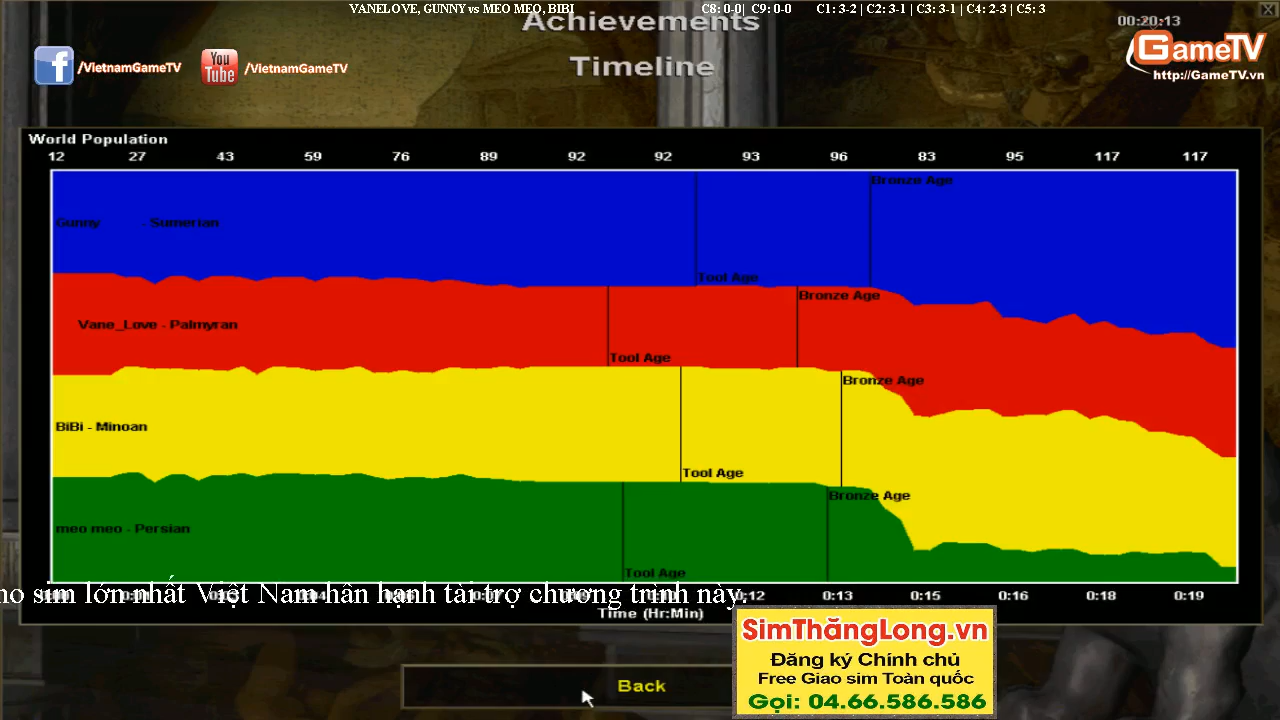 VANELOVE, GUNNY vs MEO MEO, BIBI C8: 0-0| C9: 0-0 C1: 3-2 | C2: 3-1 | C3: 3-1 | C4: 2-3 | C5: 3
Achievements
00:20:13
Timeline
GameTV
http://GameTV.vn
/VietnamGameTV
You Tube /VietnamGameTV
World Population
12 27 43 59 76 89 92 92 93 96 83 95 117 117
Bronze Age
Gunny - Sumerian
Tool Age
Bronze Age
Vane_Love - Palmyran
Tool Age
Bronze Age
BiBi - Minoan
Tool Age
Bronze Age
meo meo - Persian
Tool Age
sim lớn nhất Việt Nam hân hạnh tài trợ chương trình này.
0:12 0:13 0:15 0:16 0:18 0:19
Time (Hr:Min)
SimThăngLong.vn
Đăng ký Chính chủ
Free Giao sim Toàn quốc
Gọi: 04.66.586.586
Back